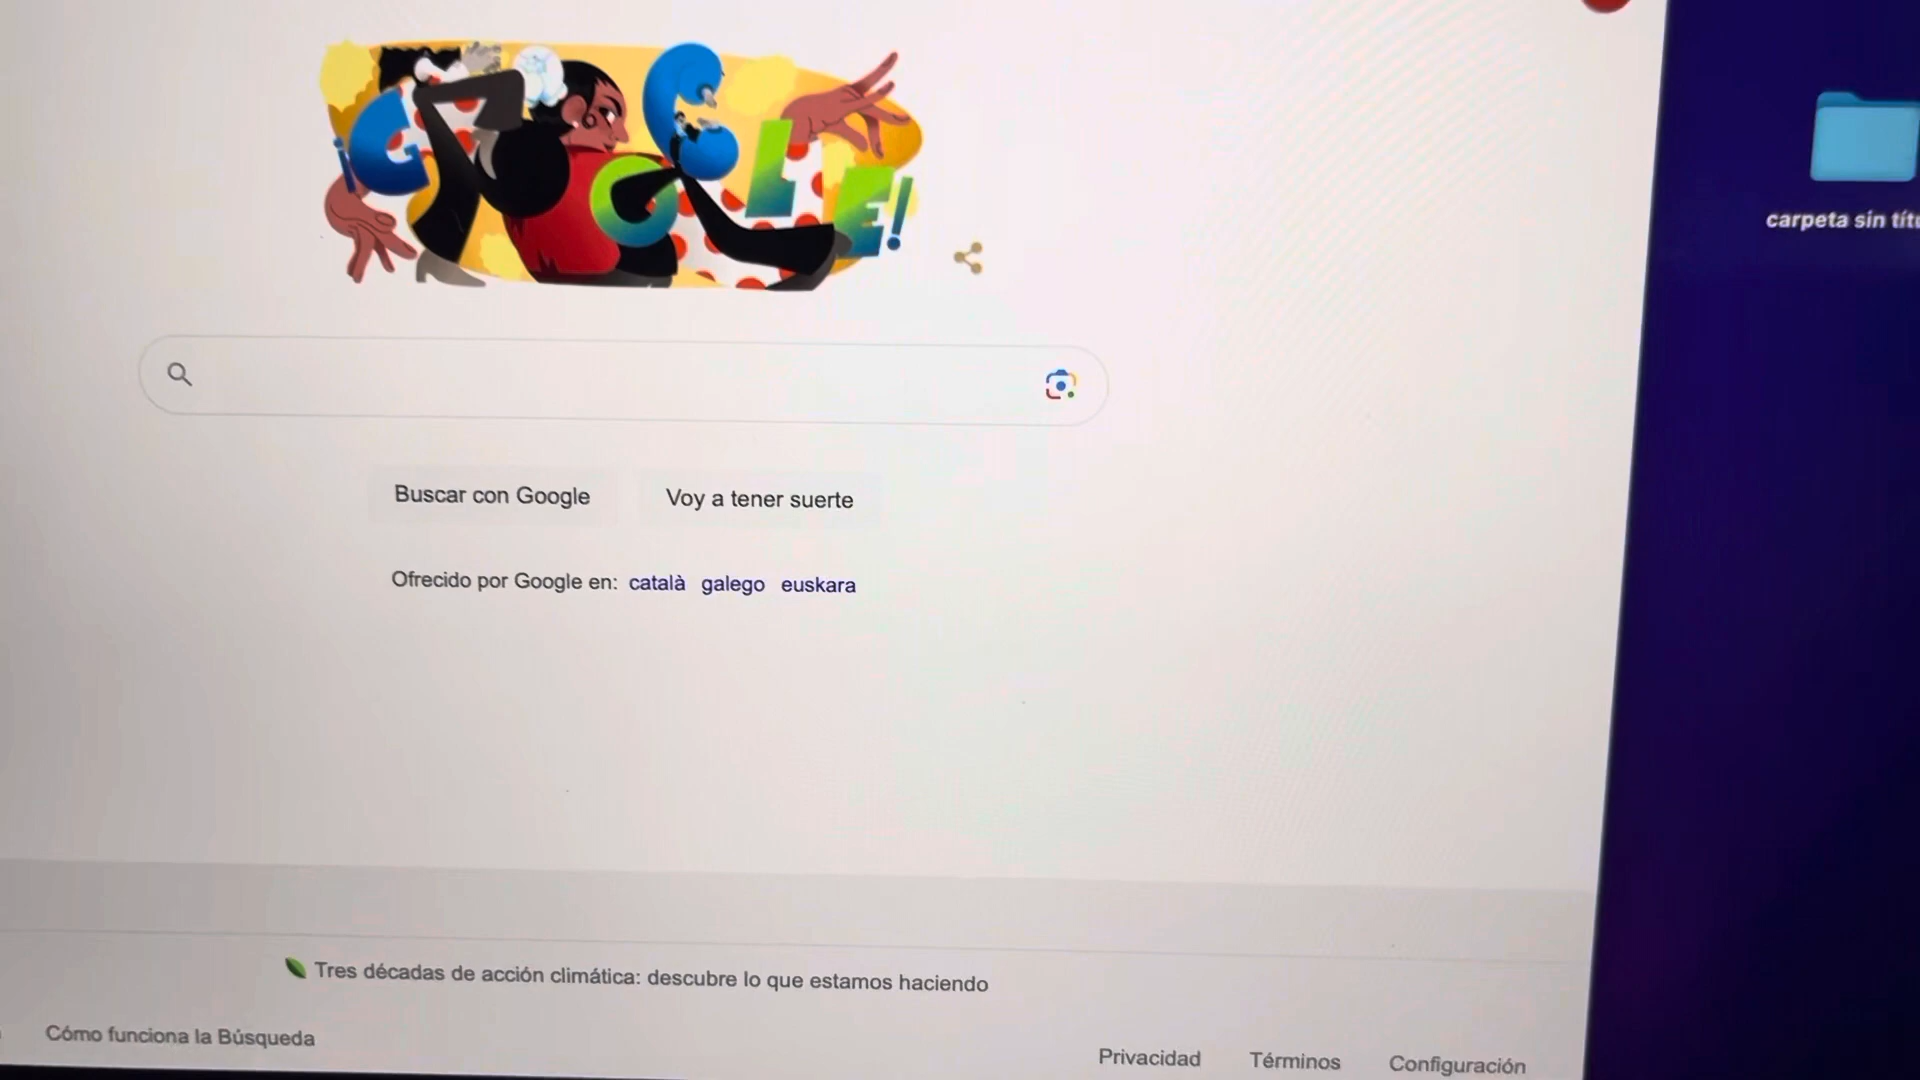 ¡GOOGLE!
carpeta sin
Buscar con Google
Voy a tener suerte
Ofrecido por Google en: català galego euskara
Tres décadas de acción climática: descubre lo que estamos haciendo
Cómo funciona la Búsqueda
Privacidad
Términos
Configuración